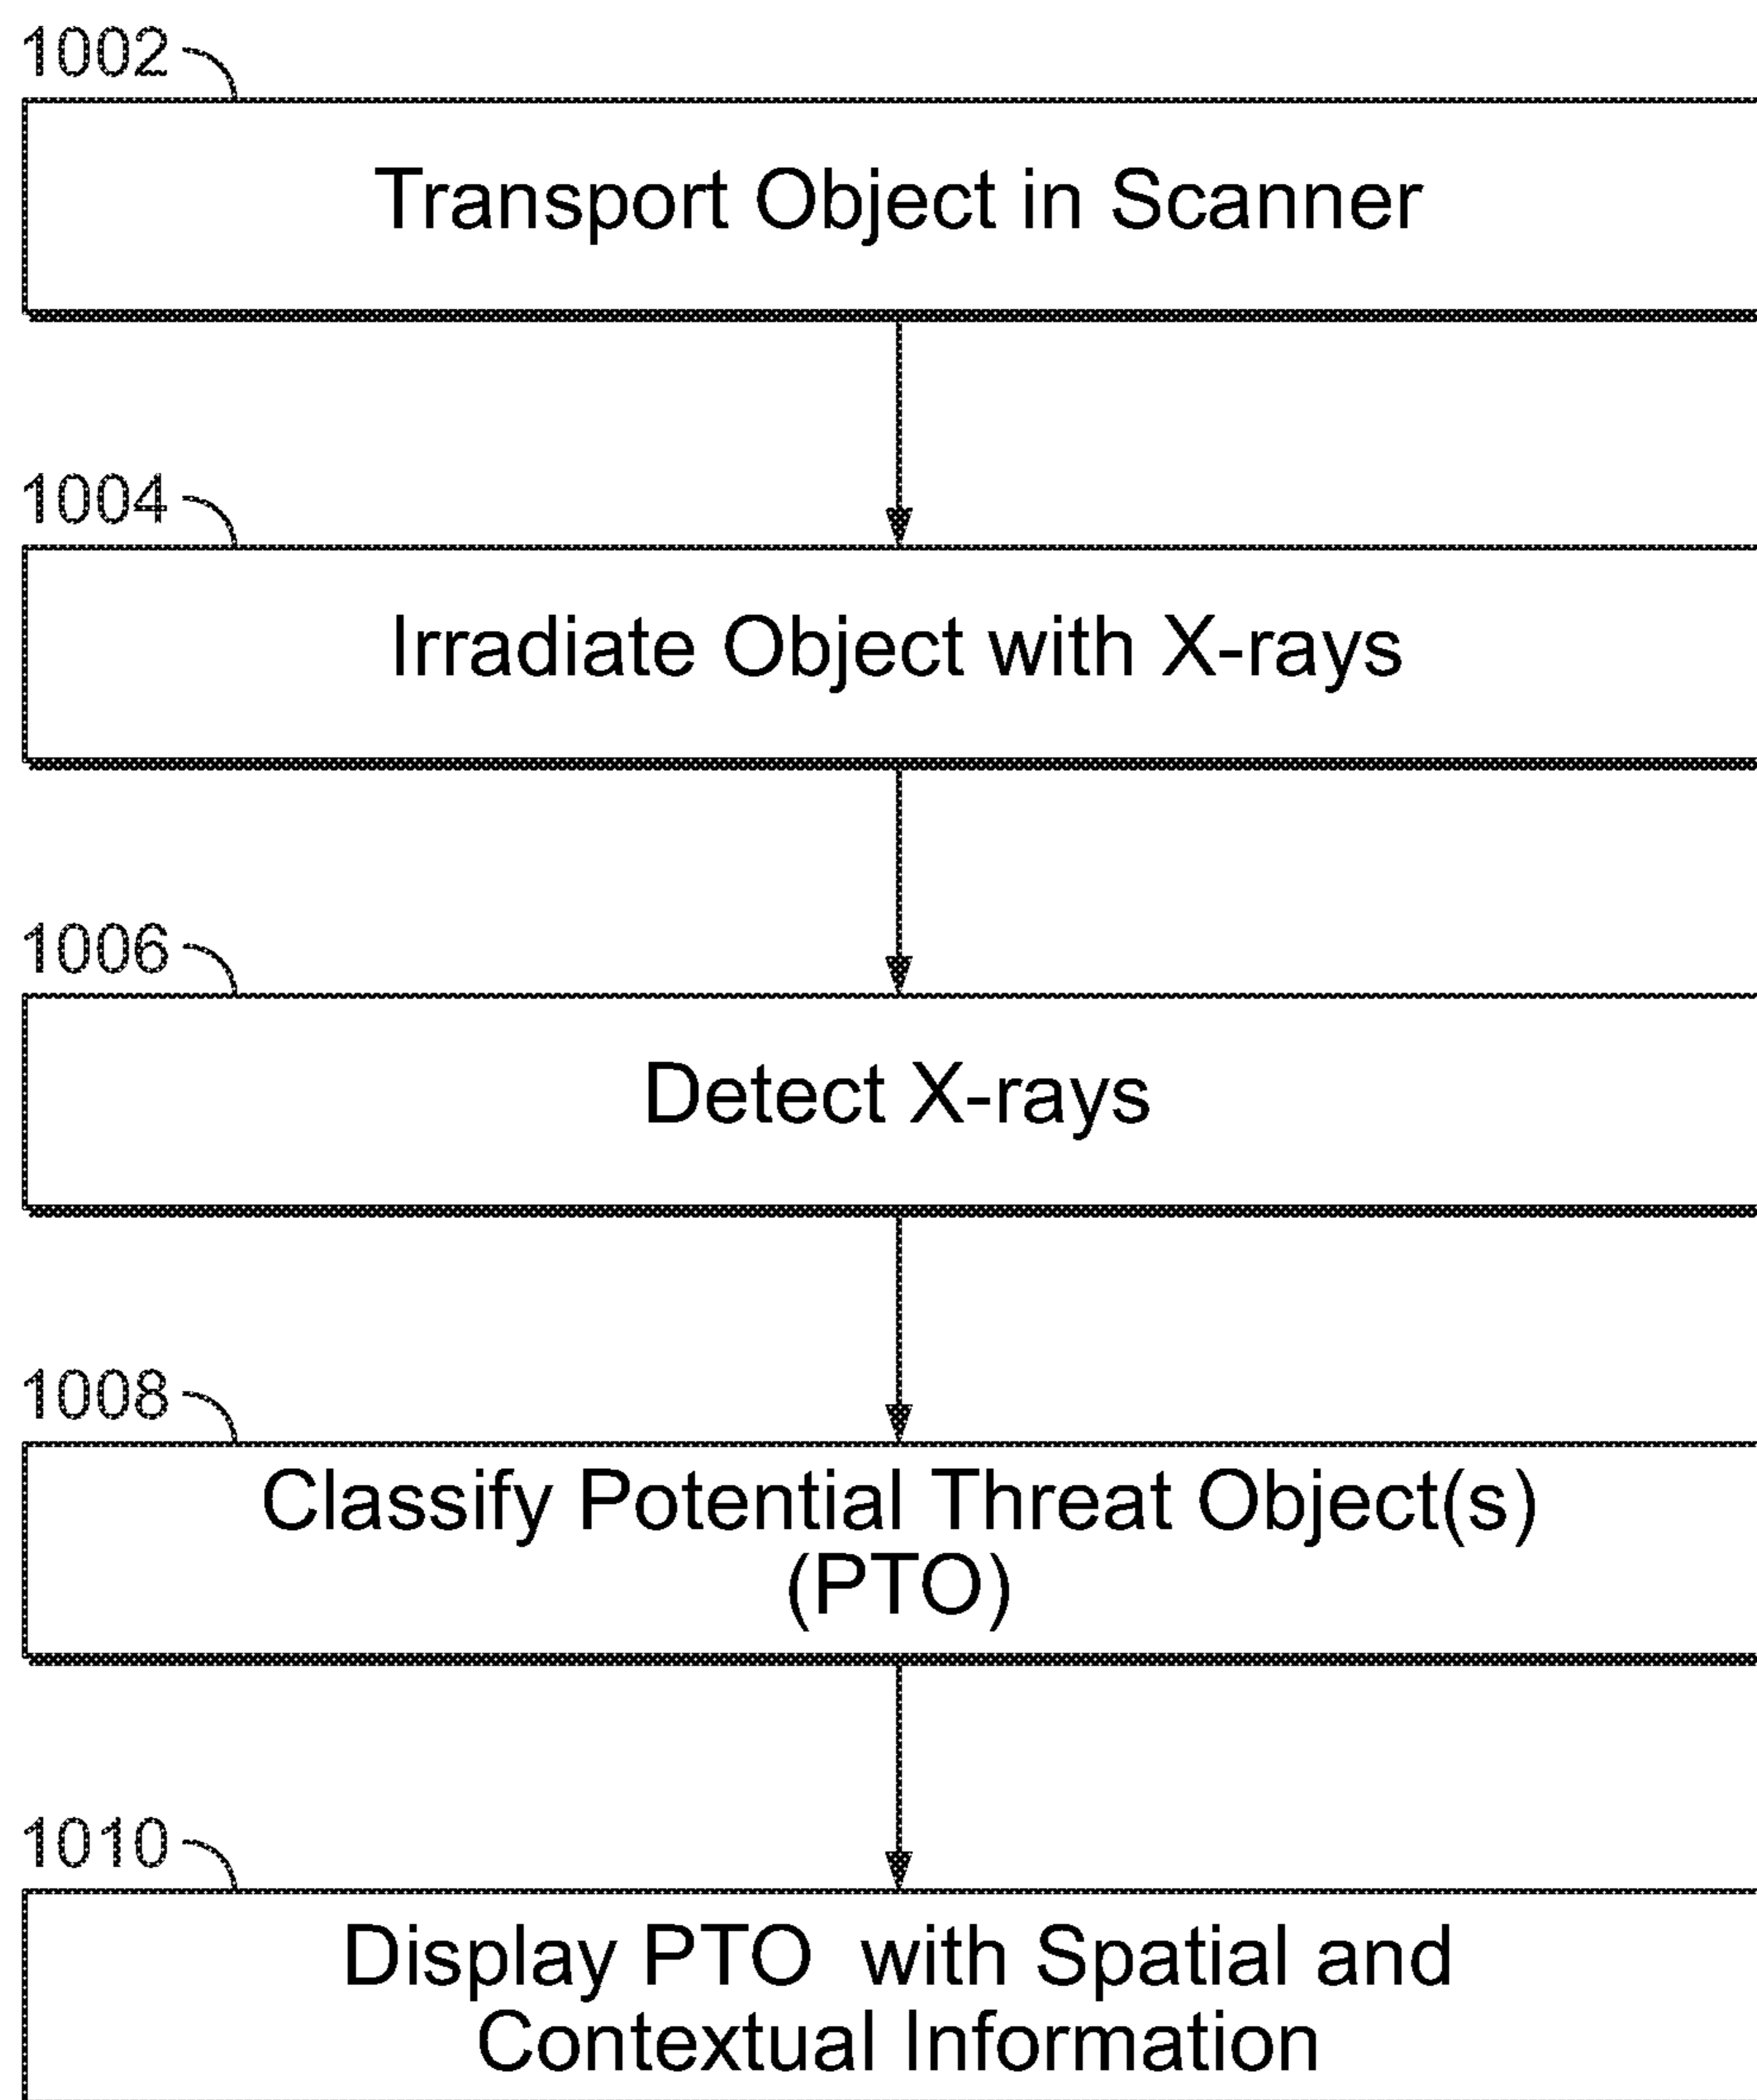 1002
Transport Object in Scanner
1004
Irradiate Object with X-rays
1006
Detect X-rays
1008
Classify Potential Threat Object(s)
(PTO)
1010
Display PTO with Spatial and
Contextual Information